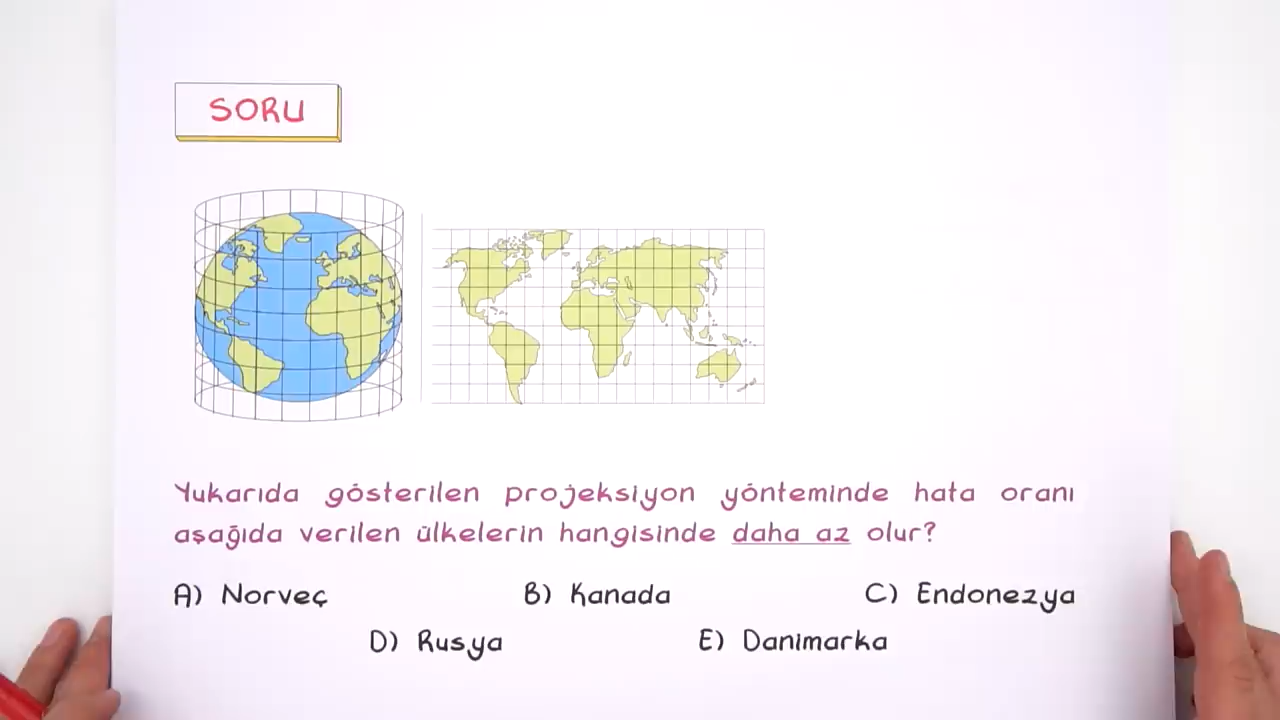 SORU
Yukarıda gösterilen projeksiyon yönteminde hata oranı
aşağıda verilen ülkelerin hangisinde daha az olur?
A) Norveç B) Kanada C) Endonezya
D) Rusya E) Danimarka